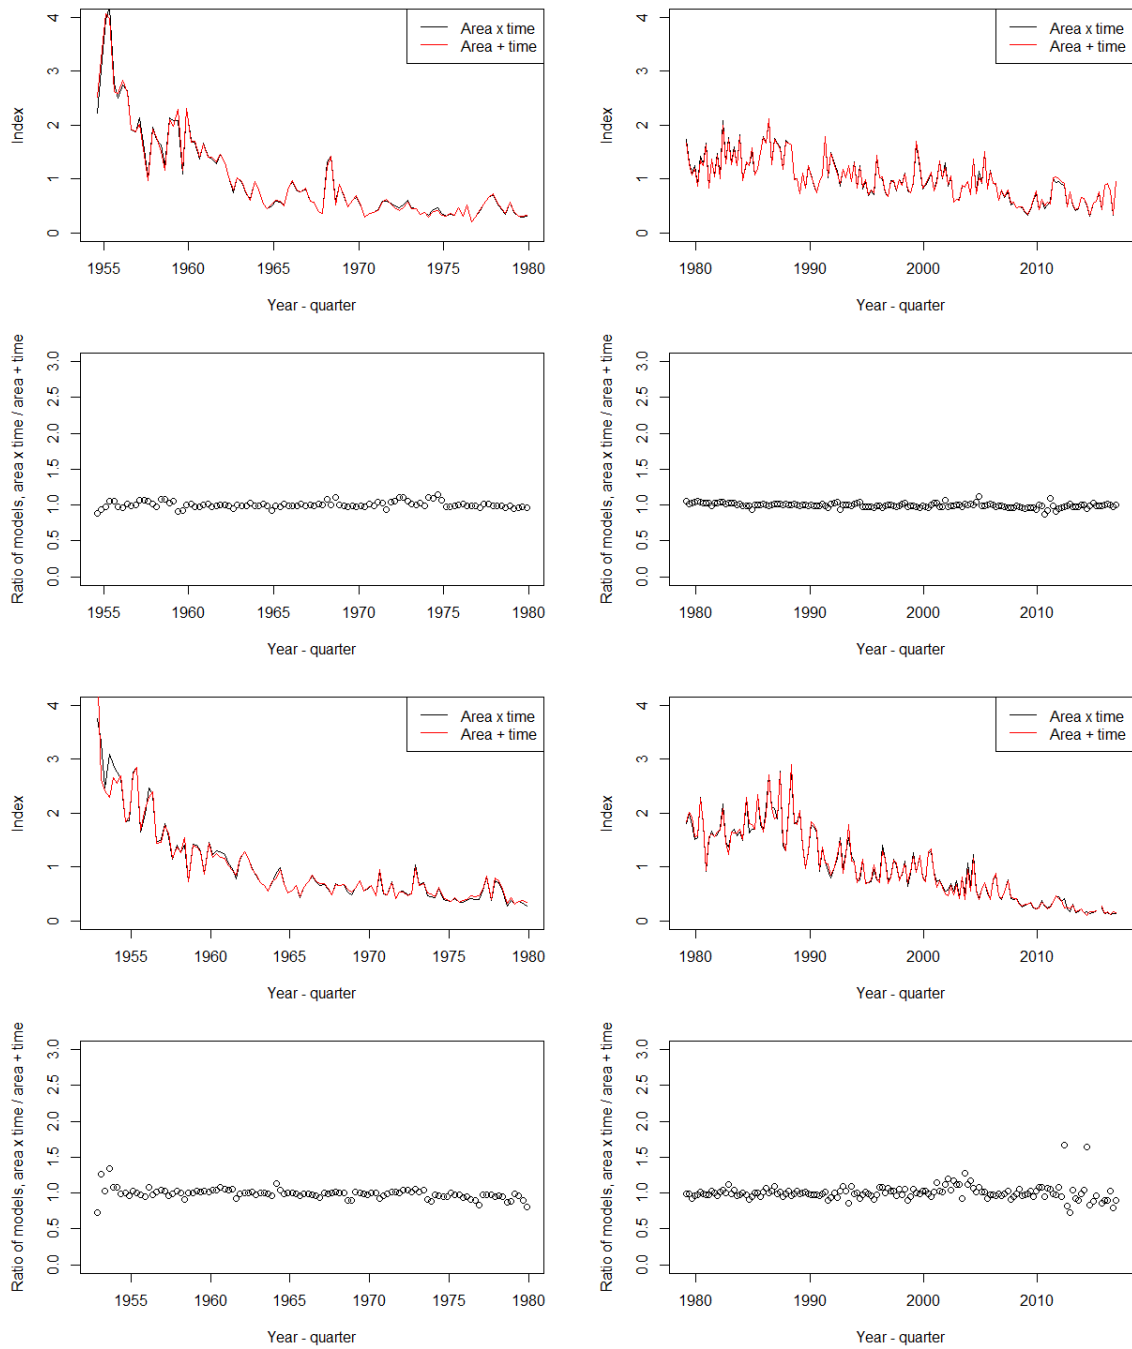 Index
4
3
2
1
0
Area x time
Area + time
1955 1960 1965 1970 1975 1980
Year - quarter
Index
4
3
2
1
0
Area x time
Area + time
1980 1990 2000 2010
Year - quarter
Ratio of models, area x time / area + time
3.0
2.5
2.0
1.5
1.0
0.5
0.0
1955 1960 1965 1970 1975 1980
Year - quarter
Ratio of models, area x time / area + time
3.0
2.5
2.0
1.5
1.0
0.5
0.0
1980 1990 2000 2010
Year - quarter
Index
4
3
2
1
0
Area x time
Area + time
1955 1960 1965 1970 1975 1980
Year - quarter
Index
4
3
2
1
0
Area x time
Area + time
1980 1990 2000 2010
Year - quarter
Ratio of models, area x time / area + time
3.0
2.5
2.0
1.5
1.0
0.5
0.0
1955 1960 1965 1970 1975 1980
Year - quarter
Ratio of models, area x time / area + time
3.0
2.5
2.0
1.5
1.0
0.5
0.0
1980 1990 2000 2010
Year - quarter